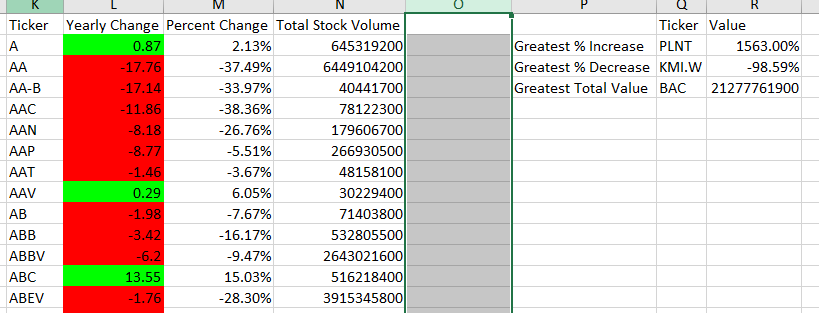 K L M N O P Q R
Ticker Yearly Change Percent Change Total Stock Volume Ticker Value
A 0.87 2.13% 645319200 Greatest % Increase PLNT 1563.00%
AA -17.76 -37.49% 6449104200 Greatest % Decrease KMI.W -98.59%
AA-B -17.14 -33.97% 40441700 Greatest Total Value BAC 21277761900
AAC -11.86 -38.36% 78122300
AAN -8.18 -26.76% 179606700
AAP -8.77 -5.51% 266930500
AAT -1.46 -3.67% 48158100
AAV 0.29 6.05% 30229400
AB -1.98 -7.67% 71403800
ABB -3.42 -16.17% 532805500
ABBV -6.2 -9.47% 2643021600
ABC 13.55 15.03% 516218400
ABEV -1.76 -28.30% 3915345800